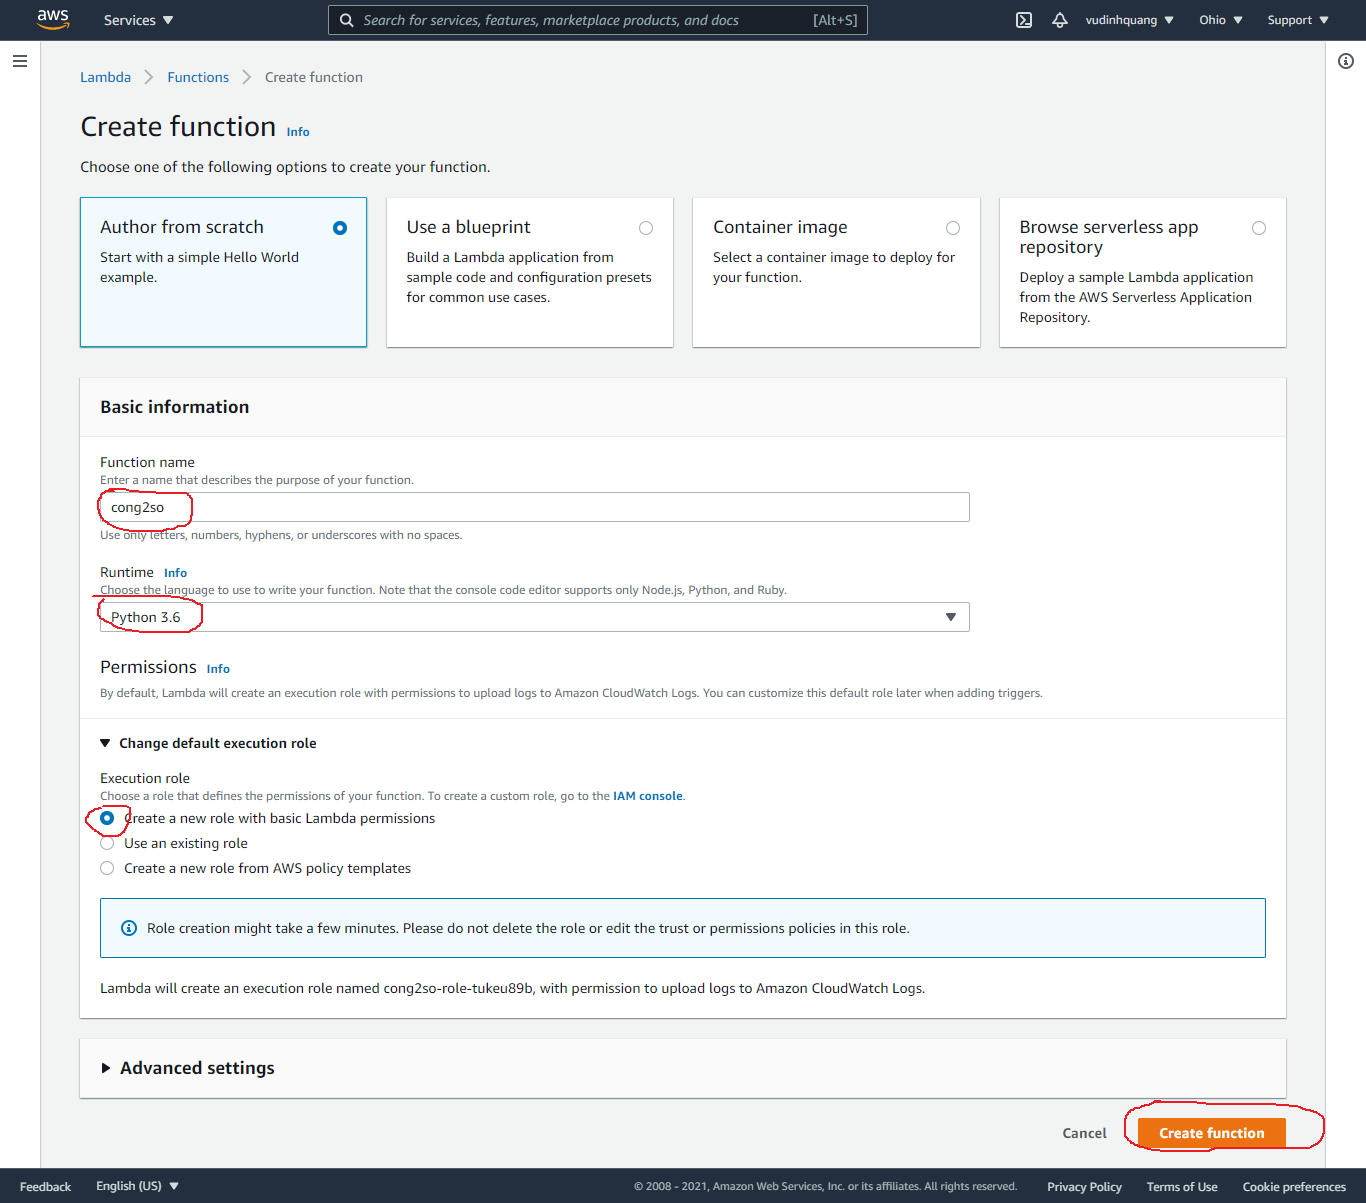 aws Services Search for services, features, marketplace products, and docs [Alt+S] vudinhquang Ohio Support
Lambda Functions Create function
Create function Info
Choose one of the following options to create your function.
Author from scratch
Start with a simple Hello World
example.
Use a blueprint
Build a Lambda application from
sample code and configuration presets
for common use cases.
Container image
Select a container image to deploy for
your function.
Browse serverless app
repository
Deploy a sample Lambda application
from the AWS Serverless Application
Repository.
Basic information
Function name
Enter a name that describes the purpose of your function.
cong2so
Use only letters, numbers, hyphens, or underscores with no spaces.
Runtime Info
Choose the language to use to write your function. Note that the console code editor supports only Node.js, Python, and Ruby.
Python 3.6
Permissions Info
By default, Lambda will create an execution role with permissions to upload logs to Amazon CloudWatch Logs. You can customize this default role later when adding triggers.
Change default execution role
Execution role
Choose a role that defines the permissions of your function. To create a custom role, go to the IAM console.
Create a new role with basic Lambda permissions
Use an existing role
Create a new role from AWS policy templates
Role creation might take a few minutes. Please do not delete the role or edit the trust or permissions policies in this role.
Lambda will create an execution role named cong2so-role-tukeu89b, with permission to upload logs to Amazon CloudWatch Logs.
Advanced settings
Cancel Create function
Feedback English (US) © 2008 - 2021, Amazon Web Services, Inc. or its affiliates. All rights reserved. Privacy Policy Terms of Use Cookie preferences